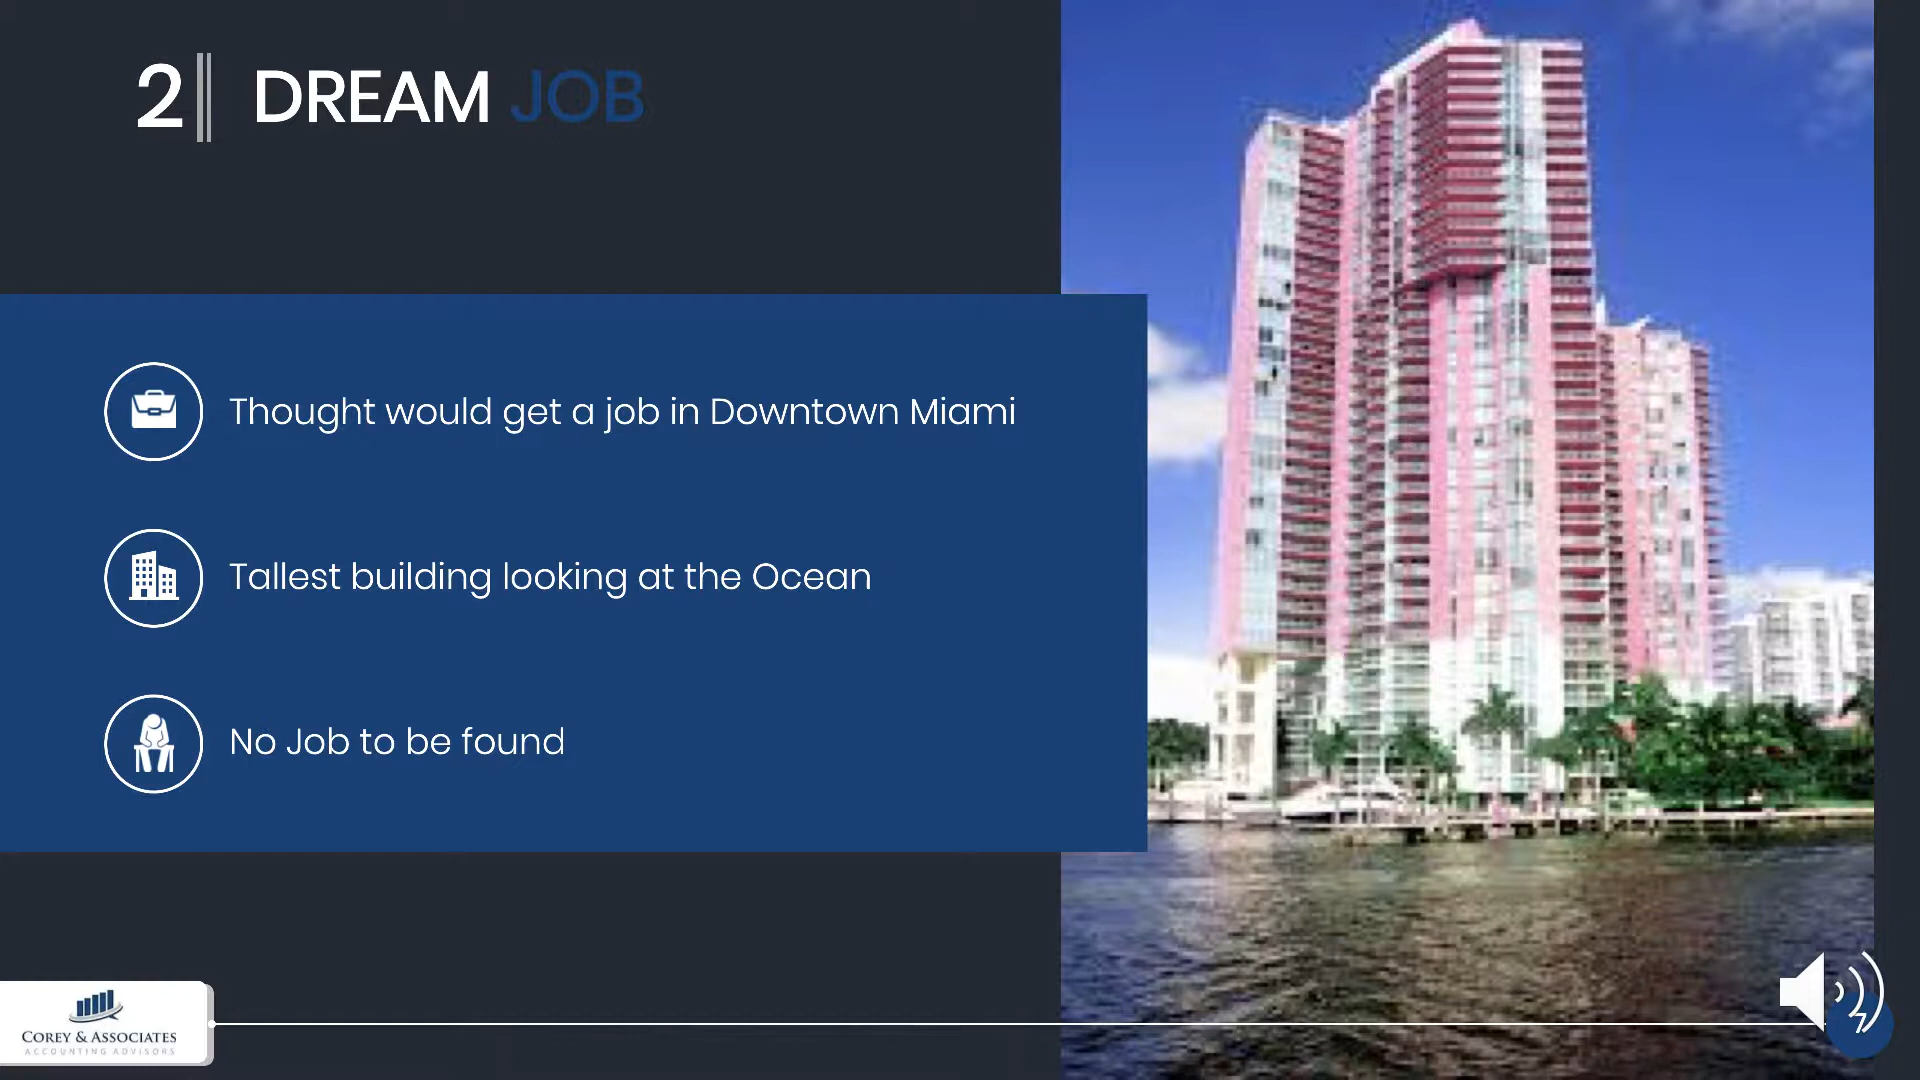 2 DREAM JOB
Thought would get a job in Downtown Miami
Tallest building looking at the Ocean
No Job to be found
COREY & ASSOCIATES
ACCOUNTING ADVISORS
7